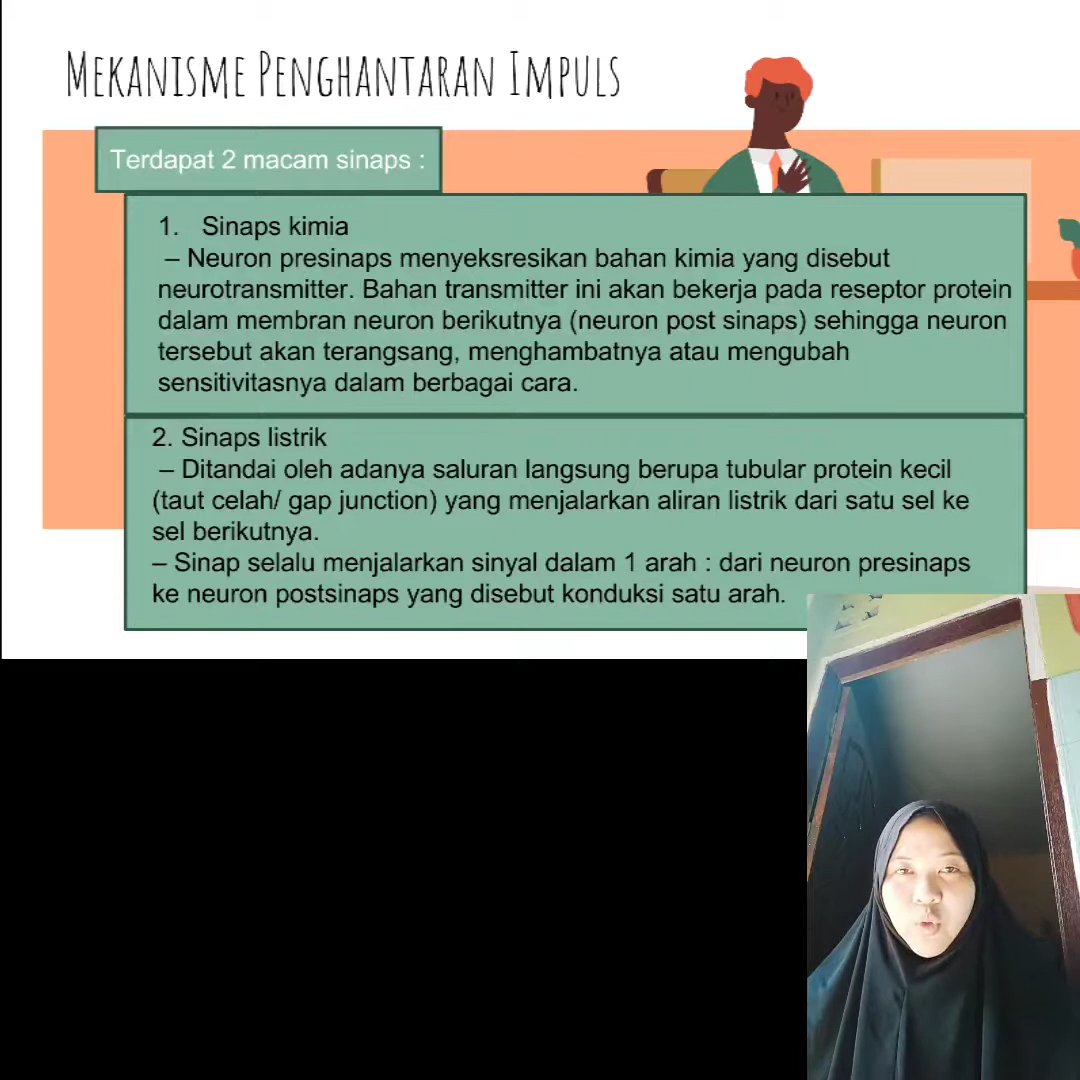 MEKANISME PENGHANTARAN IMPULS
Terdapat 2 macam sinaps :
1. Sinaps kimia
– Neuron presinaps menyeksresikan bahan kimia yang disebut
neurotransmitter. Bahan transmitter ini akan bekerja pada reseptor protein
dalam membran neuron berikutnya (neuron post sinaps) sehingga neuron
tersebut akan terangsang, menghambatnya atau mengubah
sensitivitasnya dalam berbagai cara.
2. Sinaps listrik
– Ditandai oleh adanya saluran langsung berupa tubular protein kecil
(taut celah/ gap junction) yang menjalarkan aliran listrik dari satu sel ke
sel berikutnya.
– Sinap selalu menjalarkan sinyal dalam 1 arah : dari neuron presinaps
ke neuron postsinaps yang disebut konduksi satu arah.